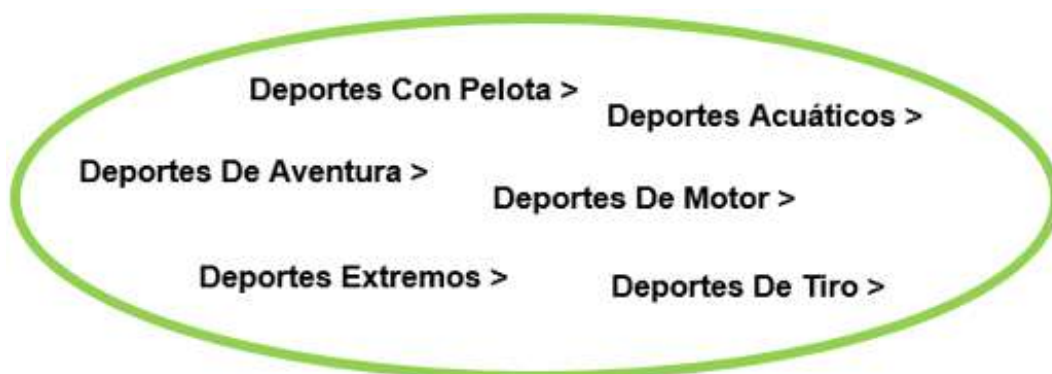 Deportes Con Pelota >
Deportes Acuáticos >
Deportes De Aventura >
Deportes De Motor >
Deportes Extremos >
Deportes De Tiro >